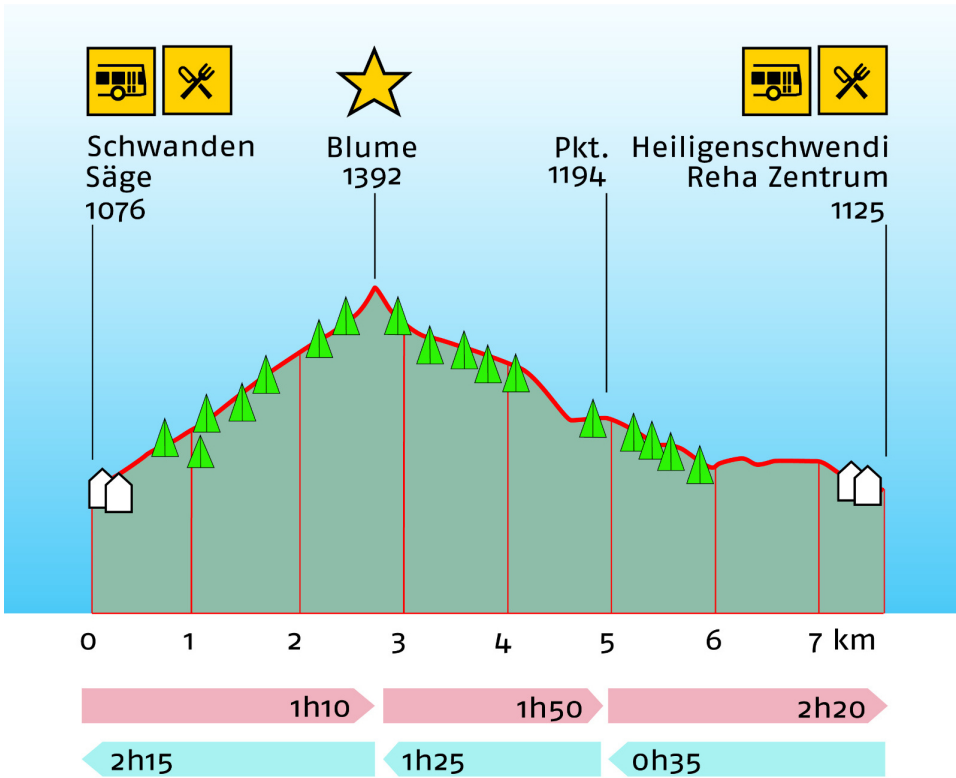 Schwanden
Säge
1076
Blume
1392
Pkt.
1194
Heiligenschwendi
Reha Zentrum
1125
0 1 2 3 4 5 6 7 km
1h10 1h50 2h20
2h15 1h25 0h35